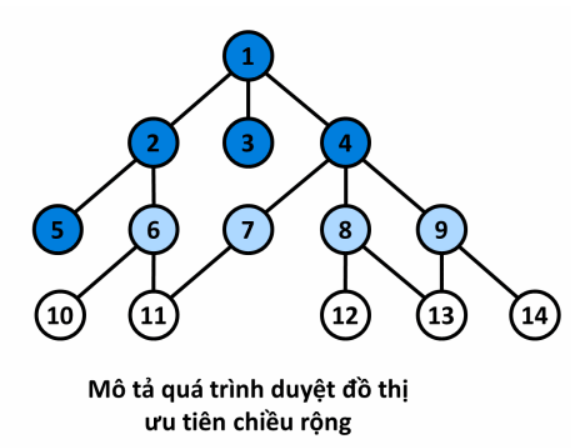 1
2 3 4
5 6 7 8 9
10 11 12 13 14
Mô tả quá trình duyệt đồ thị
ưu tiên chiều rộng